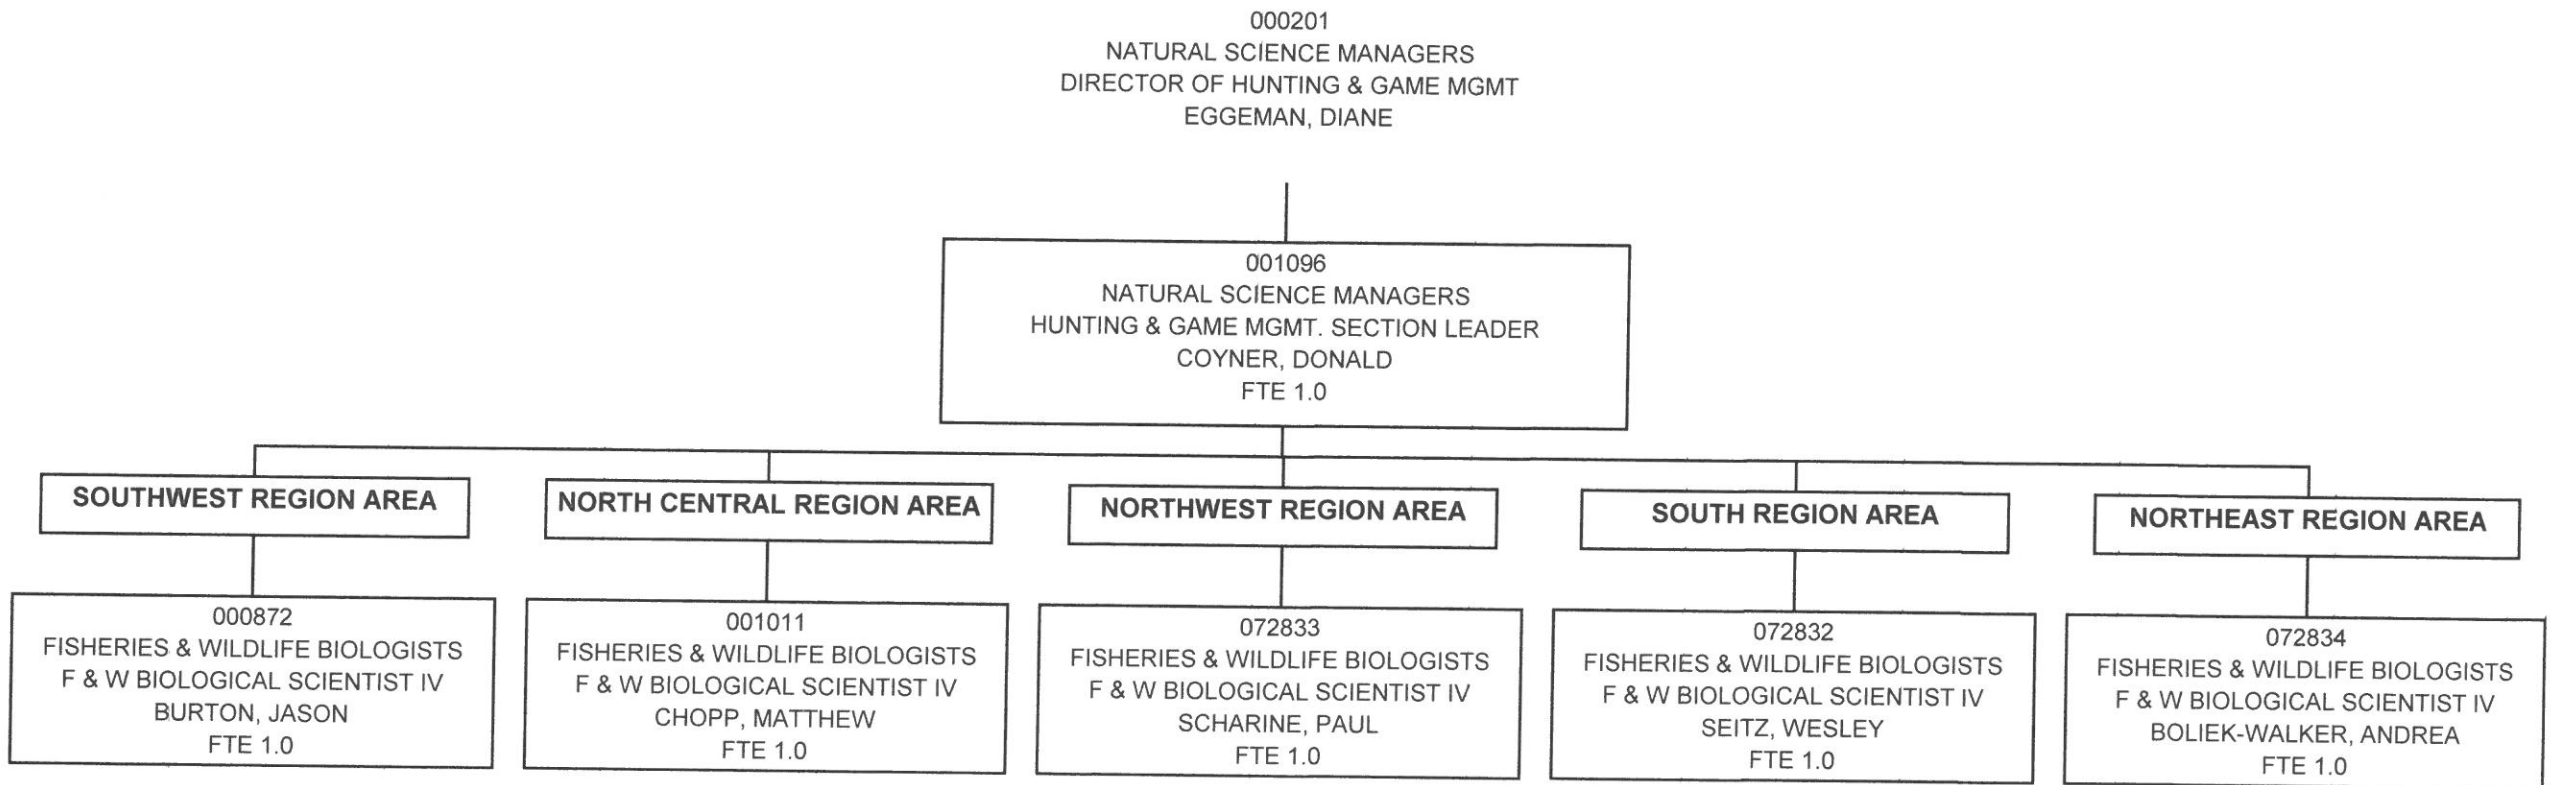 000201
NATURAL SCIENCE MANAGERS
DIRECTOR OF HUNTING & GAME MGMT
EGGEMAN, DIANE
001096
NATURAL SCIENCE MANAGERS
HUNTING & GAME MGMT. SECTION LEADER
COYNER, DONALD
FTE 1.0
SOUTHWEST REGION AREA
000872
FISHERIES & WILDLIFE BIOLOGISTS
F & W BIOLOGICAL SCIENTIST IV
BURTON, JASON
FTE 1.0
NORTH CENTRAL REGION AREA
001011
FISHERIES & WILDLIFE BIOLOGISTS
F & W BIOLOGICAL SCIENTIST IV
CHOPP, MATTHEW
FTE 1.0
NORTHWEST REGION AREA
072833
FISHERIES & WILDLIFE BIOLOGISTS
F & W BIOLOGICAL SCIENTIST IV
SCHARINE, PAUL
FTE 1.0
SOUTH REGION AREA
072832
FISHERIES & WILDLIFE BIOLOGISTS
F & W BIOLOGICAL SCIENTIST IV
SEITZ, WESLEY
FTE 1.0
NORTHEAST REGION AREA
072834
FISHERIES & WILDLIFE BIOLOGISTS
F & W BIOLOGICAL SCIENTIST IV
BOLIEK-WALKER, ANDREA
FTE 1.0